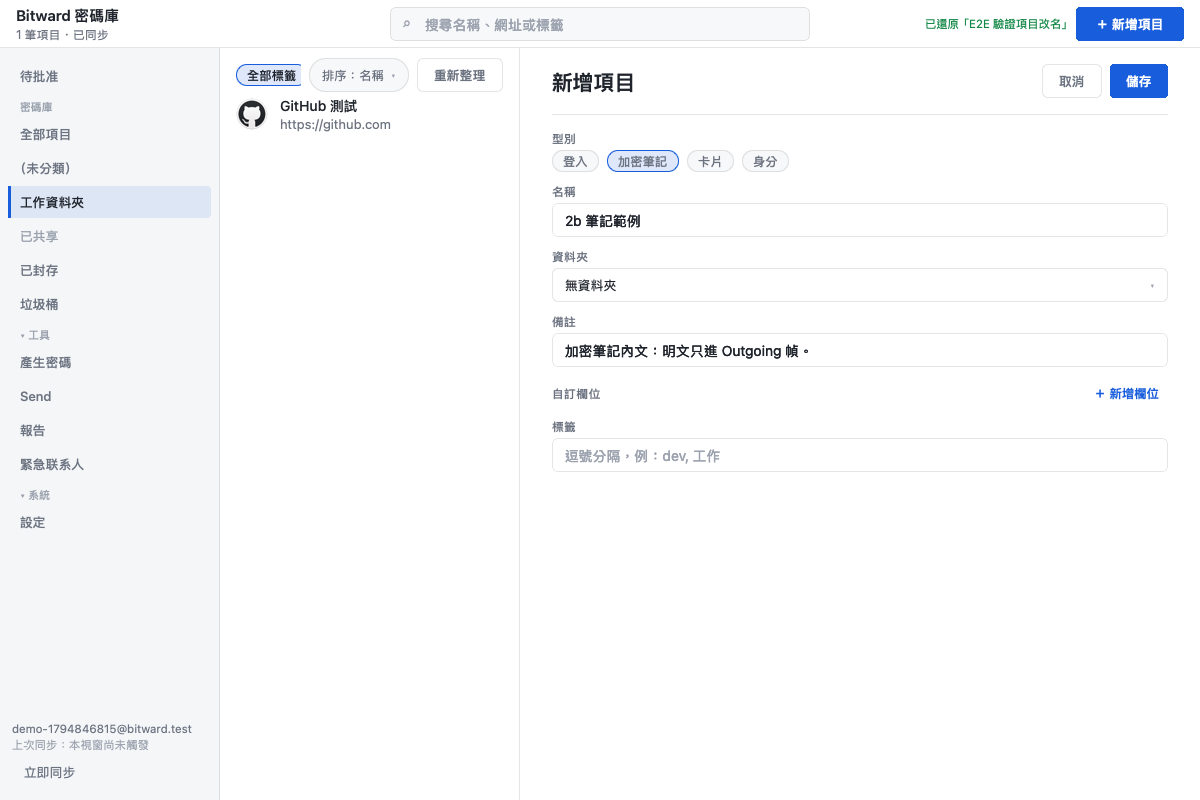 Bitward 密碼庫
1 筆項目 · 已同步
搜尋名稱、網址或標籤
已還原「E2E 驗證項目改名」
+ 新增項目
待批准
密碼庫
全部項目
(未分類)
工作資料夾
已共享
已封存
垃圾桶
工具
產生密碼
Send
報告
緊急联系人
系統
設定
demo-1794846815@bitward.test
上次同步：本視窗尚未觸發
立即同步
全部標籤
排序：名稱
重新整理
GitHub 測試
https://github.com
新增項目
取消
儲存
型別
登入
加密筆記
卡片
身分
名稱
2b 筆記範例
資料夾
無資料夾
備註
加密筆記內文：明文只進 Outgoing 幀。
自訂欄位
+ 新增欄位
標籤
逗號分隔，例：dev, 工作